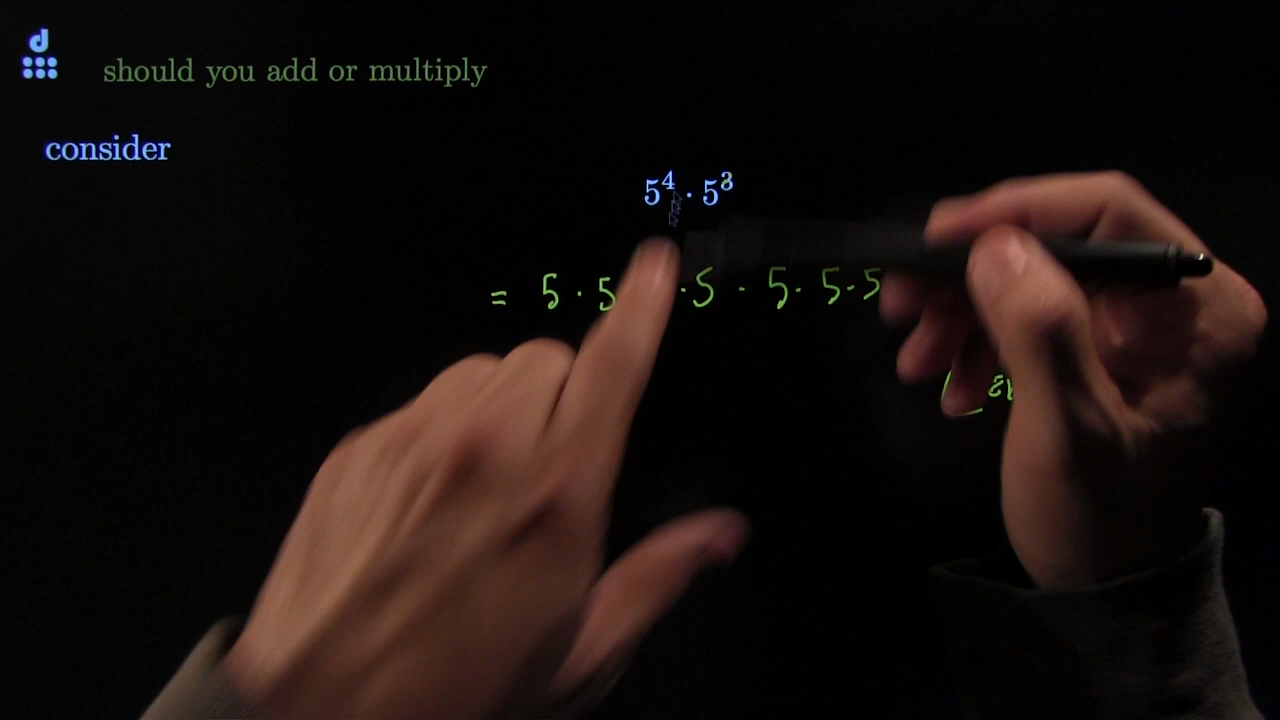 should you add or multiply
consider
5⁴ · 5³
= 5 · 5 · 5 · 5 · 5 · 5